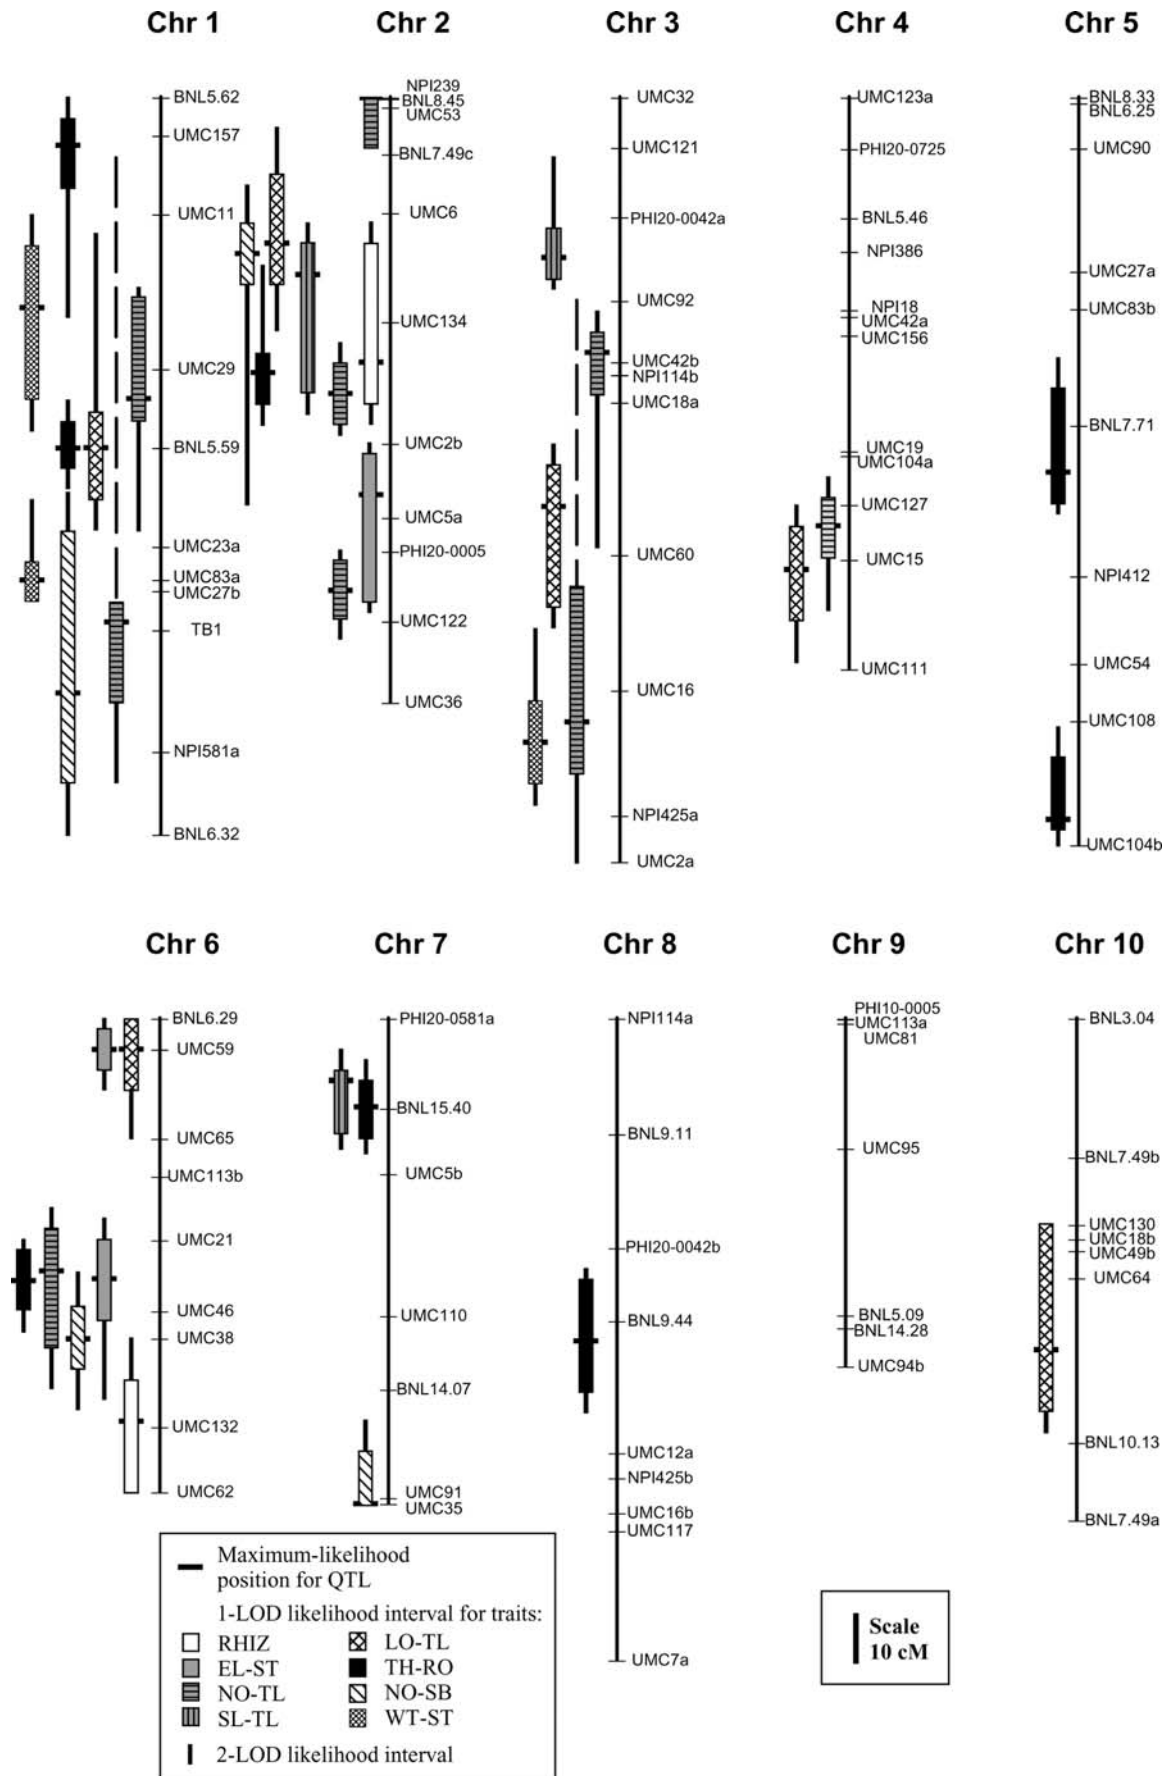 Chr 1
Chr 2
Chr 3
Chr 4
Chr 5
BNL5.62
UMC157
UMC11
UMC29
BNL5.59
UMC23a
UMC83a
UMC27b
TB1
NPI581a
BNL6.32
NPI239
BNL8.45
UMC53
BNL7.49c
UMC6
UMC134
UMC2b
UMC5a
PHI20-0005
UMC122
UMC36
UMC32
UMC121
PHI20-0042a
UMC92
UMC42b
NPI114b
UMC18a
UMC60
UMC16
NPI425a
UMC2a
UMC123a
PHI20-0725
BNL5.46
NPI386
NPI18
UMC42a
UMC156
UMC19
UMC104a
UMC127
UMC15
UMC111
BNL8.33
BNL6.25
UMC90
UMC27a
UMC83b
BNL7.71
NPI412
UMC54
UMC108
UMC104b
Chr 6
Chr 7
Chr 8
Chr 9
Chr 10
BNL6.29
UMC59
UMC65
UMC113b
UMC21
UMC46
UMC38
UMC132
UMC62
PHI20-0581a
BNL15.40
UMC5b
UMC110
BNL14.07
UMC91
UMC35
NPI114a
BNL9.11
PHI20-0042b
BNL9.44
UMC12a
NPI425b
UMC16b
UMC117
UMC7a
PHI10-0005
UMC113a
UMC81
UMC95
BNL5.09
BNL14.28
UMC94b
BNL3.04
BNL7.49b
UMC130
UMC18b
UMC49b
UMC64
BNL10.13
BNL7.49a
Maximum-likelihood
position for QTL
1-LOD likelihood interval for traits:
RHIZ
LO-TL
EL-ST
TH-RO
NO-TL
NO-SB
SL-TL
WT-ST
2-LOD likelihood interval
Scale
10 cM